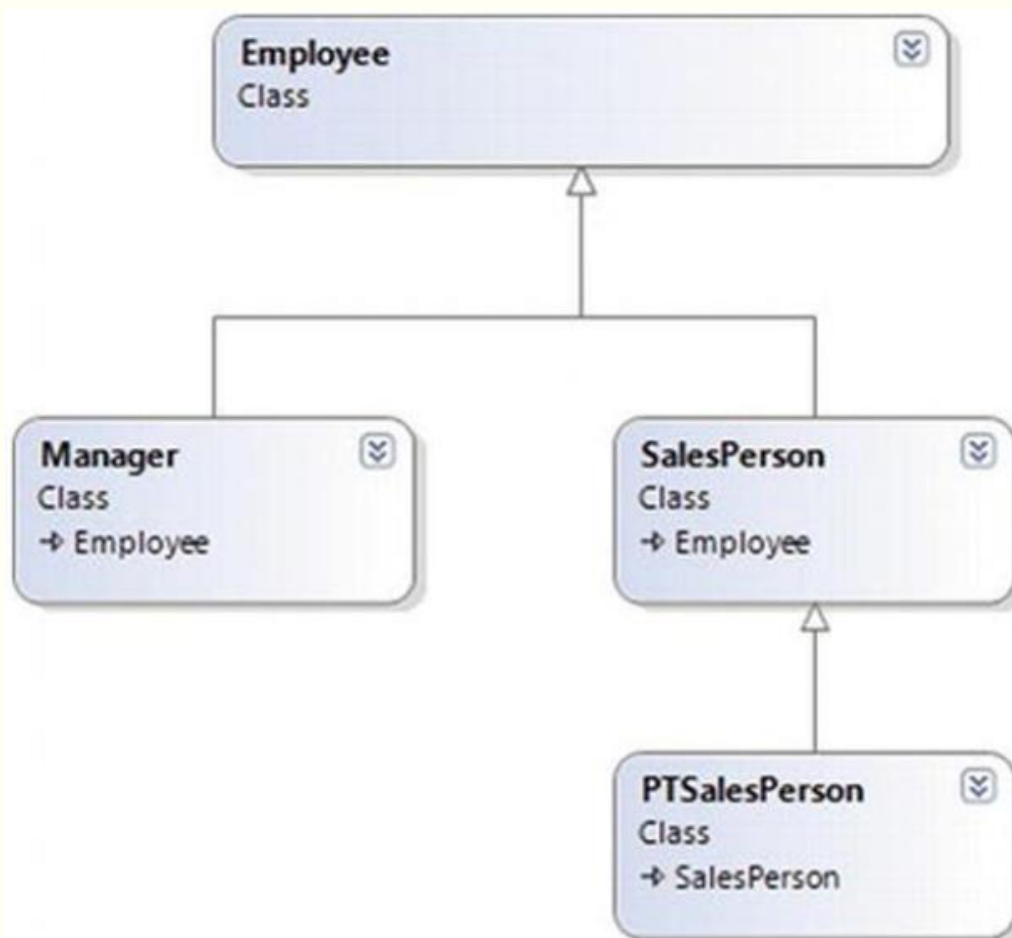 Employee
Class
Manager
Class
Employee
SalesPerson
Class
Employee
PTSalesPerson
Class
SalesPerson